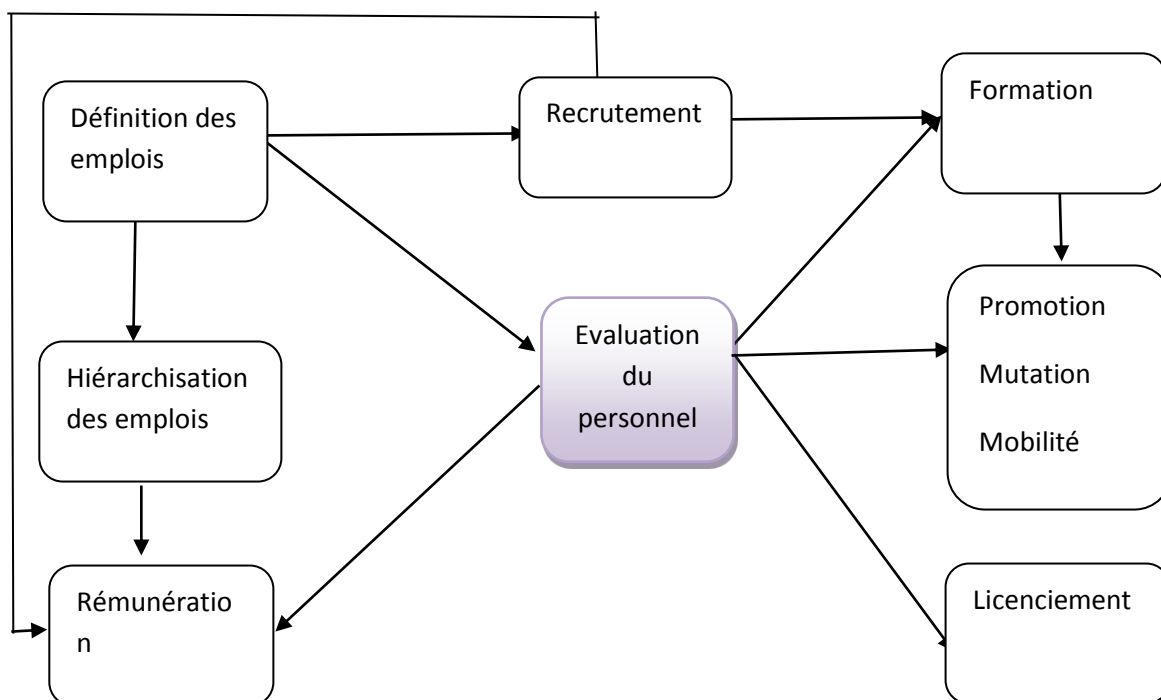 Définition des
emplois
Recrutement
Formation
Evaluation
du
personnel
Promotion
Mutation
Mobilité
Hiérarchisation
des emplois
Rémunératio
n
Licenciement